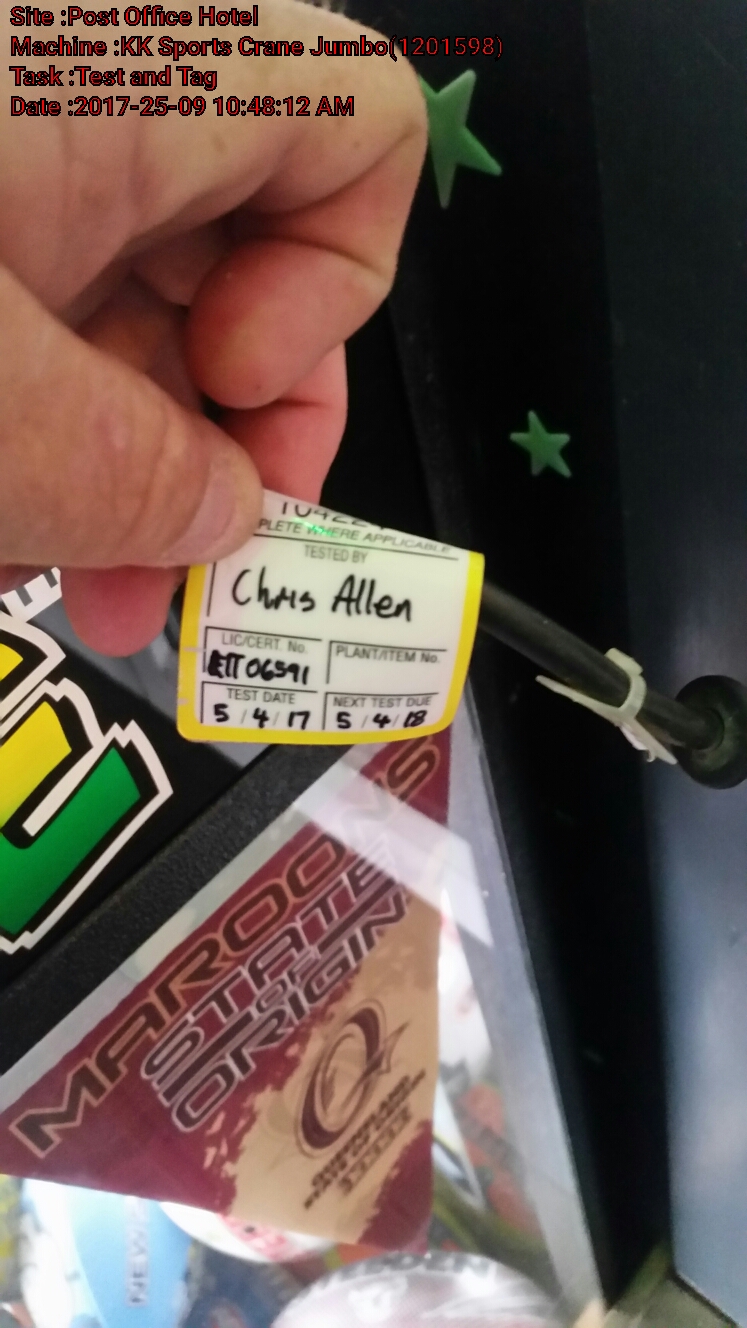 Site :Post Office Hotel
Machine :KK Sports Crane Jumbo(1201598)
Task :Test and Tag
Date :2017-25-09 10:48:12 AM
PLETE WHERE APPLICABLE
TESTED BY
Chris Allen
LIC/CERT. No.
PLANT/ITEM No.
ETT06591
TEST DATE
NEXT TEST DUE
5 / 4 / 17
5 / 4 / 18
MAROONS
STATE
OF
ORIGIN